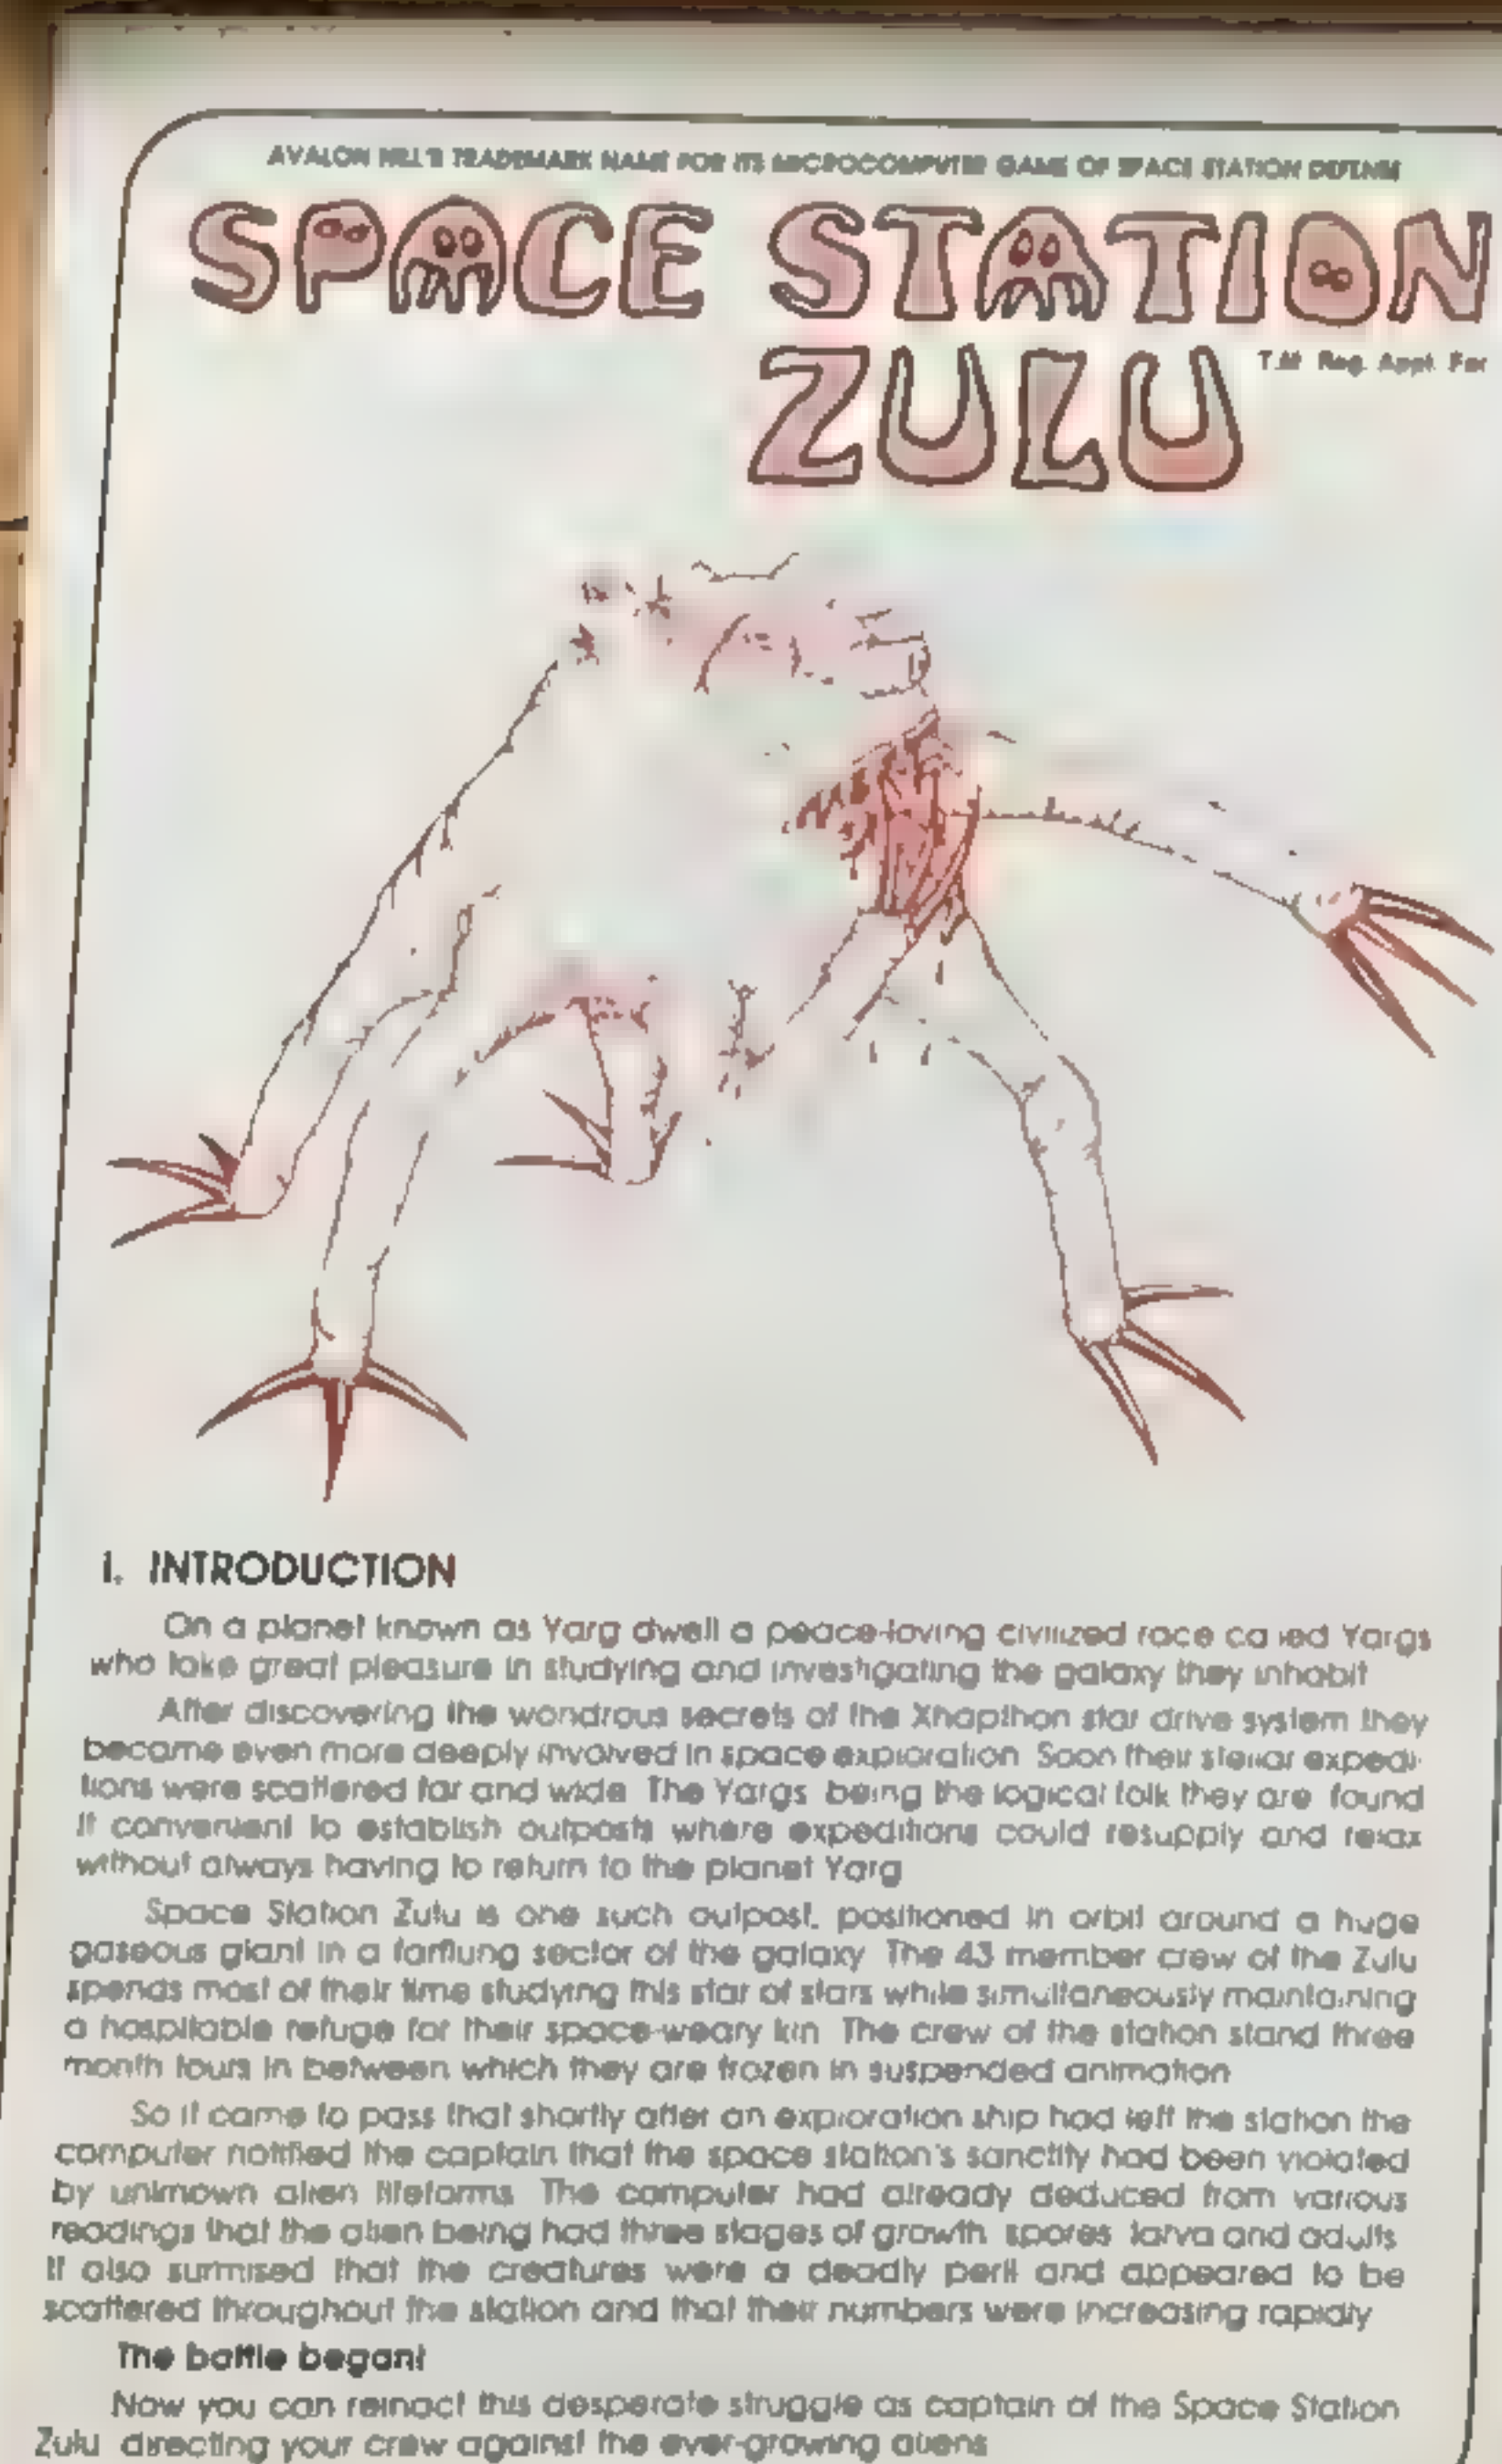 AVALON HILL'S TRADEMARK NAME FOR ITS MICROCOMPUTER GAME OF SPACE STATION DEFENSE
SPACE STATION
ZULU
T.M. Reg. Appl. For
I. INTRODUCTION
On a planet known as Yarg dwell a peace-loving civilized race called Yargs
who take great pleasure in studying and investigating the galaxy they inhabit
After discovering the wondrous secrets of the Xhapthon star drive system they
became even more deeply involved in space exploration Soon their stellar expedi-
tions were scattered far and wide The Yargs being the logical folk they are found
it convenient to establish outposts where expeditions could resupply and relax
without always having to return to the planet Yarg
Space Station Zulu is one such outpost, positioned in orbit around a huge
gaseous giant in a farflung sector of the galaxy The 43 member crew of the Zulu
spends most of their time studying this star of stars while simultaneously maintaining
a hospitable refuge for their space-weary kin The crew of the station stand three
month tours in between which they are frozen in suspended animation
So it came to pass that shortly after an exploration ship had left the station the
computer notified the captain that the space station's sanctity had been violated
by unknown alien lifeforms The computer had already deduced from various
readings that the alien being had three stages of growth spores larva and adults
It also surmised that the creatures were a deadly peril and appeared to be
scattered throughout the station and that their numbers were increasing rapidly
The battle began!
Now you can reinact this desperate struggle as captain of the Space Station
Zulu directing your crew against the ever-growing aliens